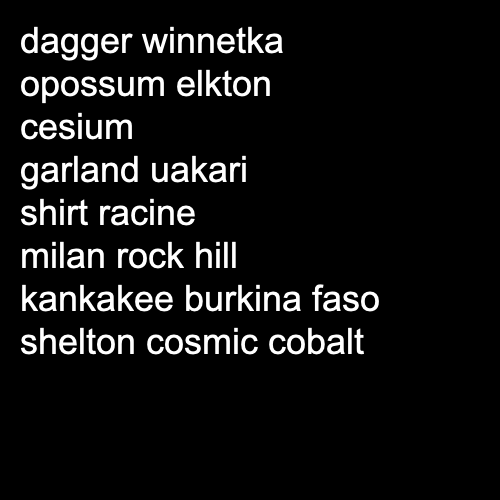 dagger winnetka
opossum elkton
cesium
garland uakari
shirt racine
milan rock hill
kankakee burkina faso
shelton cosmic cobalt